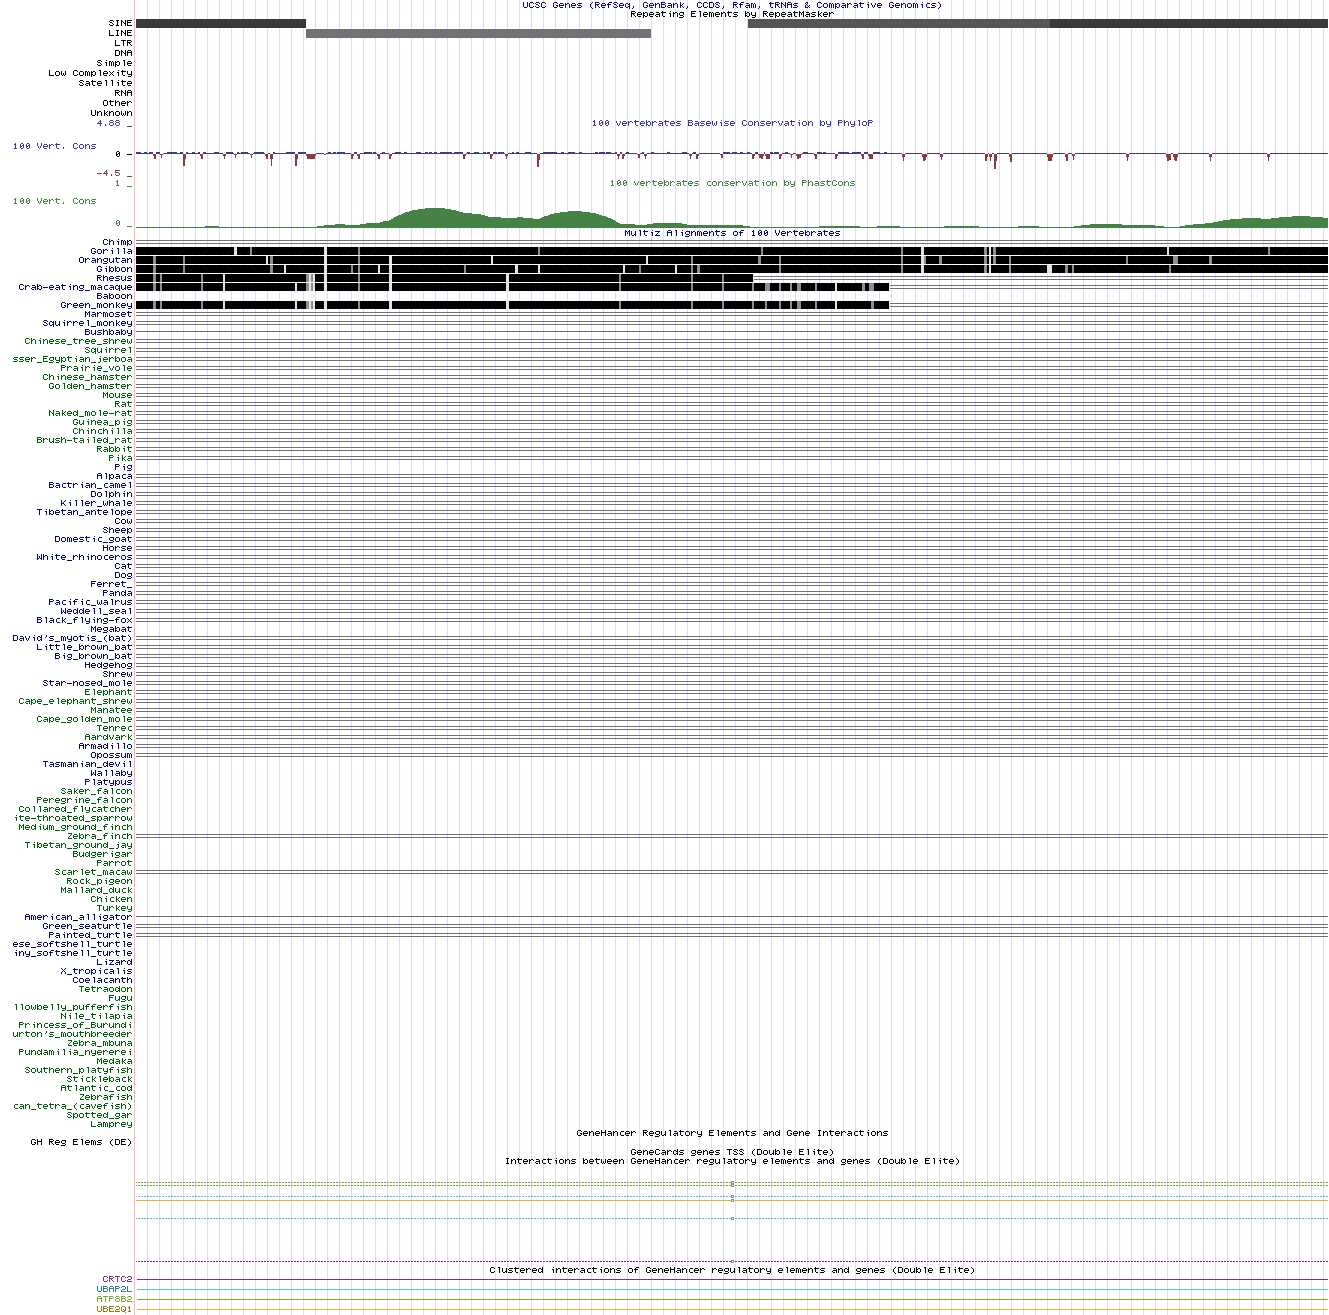 UCSC Genes (RefSeq, GenBank, CCDS, Rfam, tRNAs & Comparative Genomics)
Repeating Elements by RepeatMasker
SINE
LINE
LTR
DNA
Simple
Low Complexity
Satellite
RNA
Other
Unknown
4.88 _
100 vertebrates Basewise Conservation by PhyloP
100 Vert. Cons
0 _
-4.5 _
1 _
100 vertebrates conservation by PhastCons
100 Vert. Cons
0 _
Multiz Alignments of 100 Vertebrates
Chimp
Gorilla
Orangutan
Gibbon
Rhesus
Crab-eating_macaque
Baboon
Green_monkey
Marmoset
Squirrel_monkey
Bushbaby
Chinese_tree_shrew
Squirrel
sser_Egyptian_jerboa
Prairie_vole
Chinese_hamster
Golden_hamster
Mouse
Rat
Naked_mole-rat
Guinea_pig
Chinchilla
Brush-tailed_rat
Rabbit
Pika
Pig
Alpaca
Bactrian_camel
Dolphin
Killer_whale
Tibetan_antelope
Cow
Sheep
Domestic_goat
Horse
White_rhinoceros
Cat
Dog
Ferret_
Panda
Pacific_walrus
Weddell_seal
Black_flying-fox
Megabat
David's_myotis_(bat)
Little_brown_bat
Big_brown_bat
Hedgehog
Shrew
Star-nosed_mole
Elephant
Cape_elephant_shrew
Manatee
Cape_golden_mole
Tenrec
Aardvark
Armadillo
Opossum
Tasmanian_devil
Wallaby
Platypus
Saker_falcon
Peregrine_falcon
Collared_flycatcher
ite-throated_sparrow
Medium_ground_finch
Zebra_finch
Tibetan_ground_jay
Budgerigar
Parrot
Scarlet_macaw
Rock_pigeon
Mallard_duck
Chicken
Turkey
American_alligator
Green_seaturtle
Painted_turtle
ese_softshell_turtle
iny_softshell_turtle
Lizard
X_tropicalis
Coelacanth
Tetraodon
Fugu
llowbelly_pufferfish
Nile_tilapia
Princess_of_Burundi
urton's_mouthbreeder
Zebra_mbuna
Pundamilia_nyererei
Medaka
Southern_platyfish
Stickleback
Atlantic_cod
Zebrafish
can_tetra_(cavefish)
Spotted_gar
Lamprey
GeneHancer Regulatory Elements and Gene Interactions
GH Reg Elems (DE)
GeneCards genes TSS (Double Elite)
Interactions between GeneHancer regulatory elements and genes (Double Elite)
Clustered interactions of GeneHancer regulatory elements and genes (Double Elite)
CRTC2
UBAP2L
ATP8B2
UBE2Q1